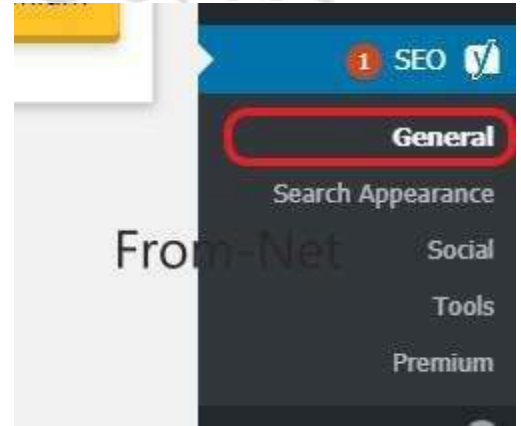 1 SEO
General
Search Appearance
From-Net
Social
Tools
Premium